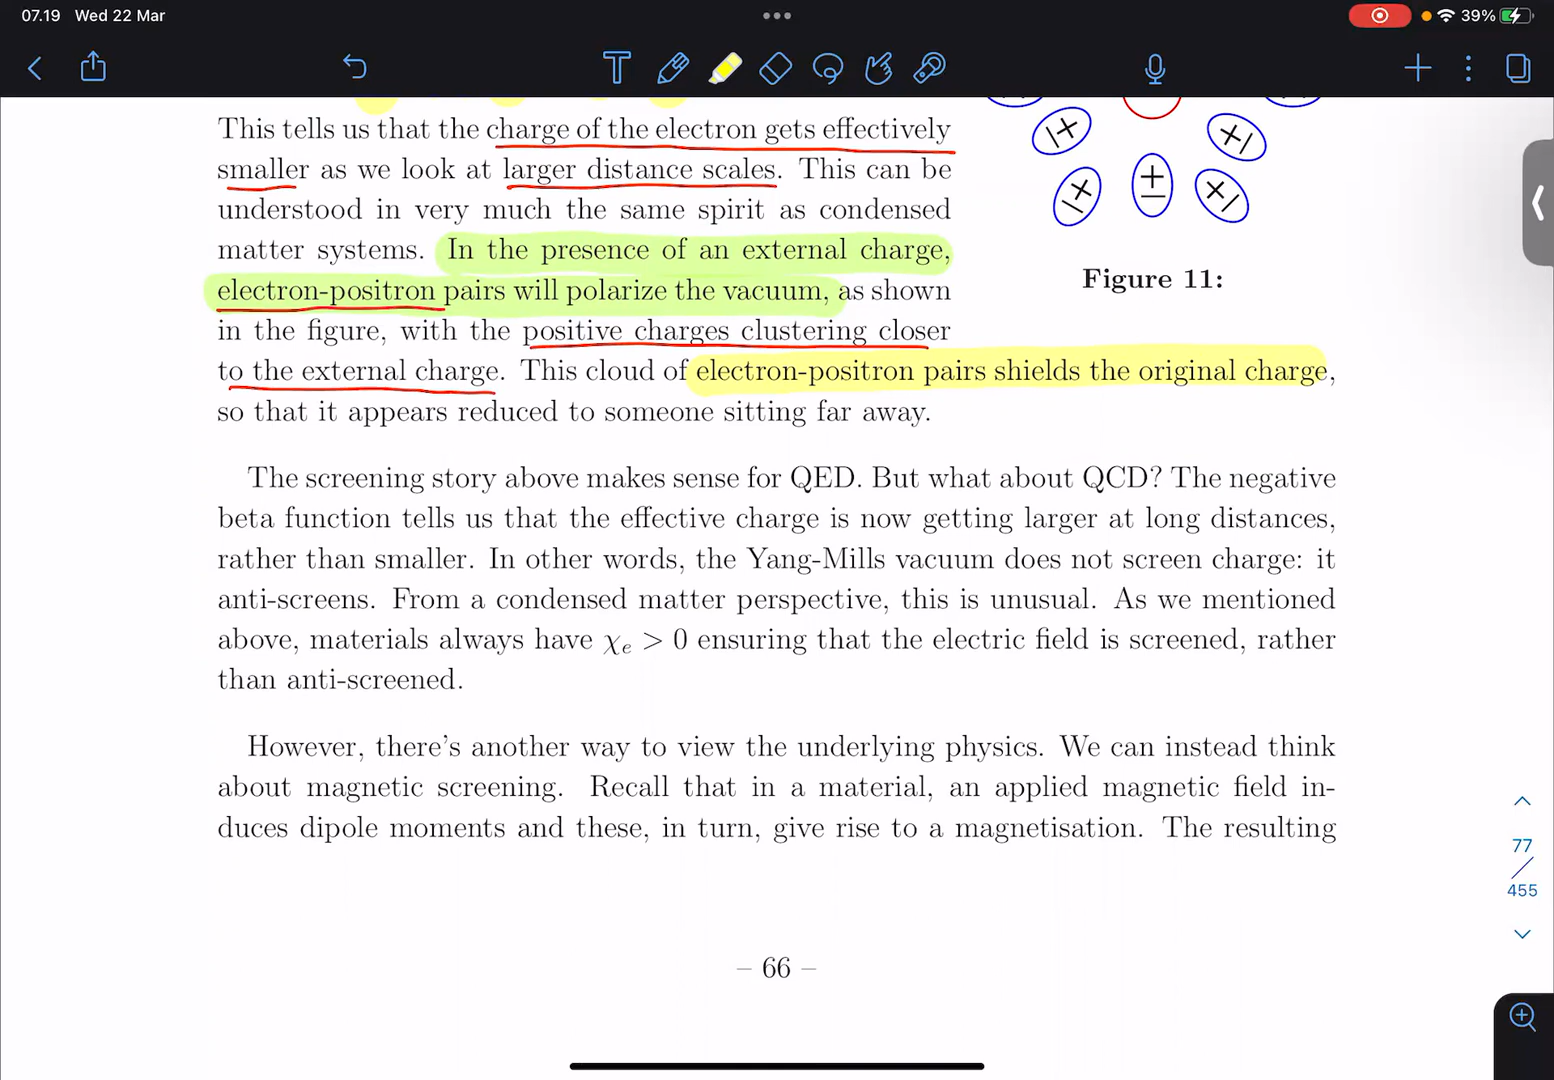 07.19 Wed 22 Mar
39%
This tells us that the charge of the electron gets effectively
smaller as we look at larger distance scales. This can be
understood in very much the same spirit as condensed
matter systems. In the presence of an external charge,
electron-positron pairs will polarize the vacuum, as shown
in the figure, with the positive charges clustering closer
to the external charge. This cloud of electron-positron pairs shields the original charge,
so that it appears reduced to someone sitting far away.
Figure 11:
The screening story above makes sense for QED. But what about QCD? The negative
beta function tells us that the effective charge is now getting larger at long distances,
rather than smaller. In other words, the Yang-Mills vacuum does not screen charge: it
anti-screens. From a condensed matter perspective, this is unusual. As we mentioned
above, materials always have χₑ > 0 ensuring that the electric field is screened, rather
than anti-screened.
However, there's another way to view the underlying physics. We can instead think
about magnetic screening. Recall that in a material, an applied magnetic field in-
duces dipole moments and these, in turn, give rise to a magnetisation. The resulting
77
455
– 66 –